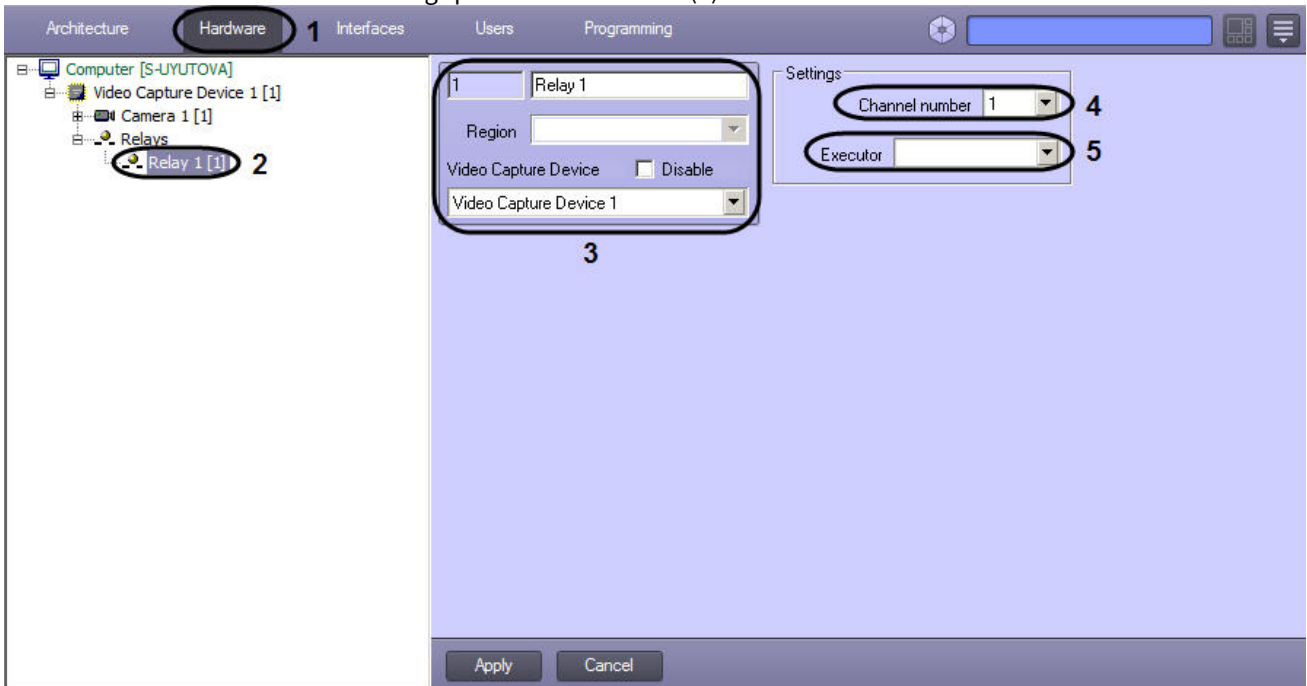 Architecture Hardware 1 Interfaces Users Programming
Computer [S-UYUTOVA]
Video Capture Device 1 [1]
Camera 1 [1]
Relays
Relay 1 [1] 2
1 Relay 1
Region
Video Capture Device Disable
Video Capture Device 1
3
Settings
Channel number 1 4
Executor 5
Apply Cancel